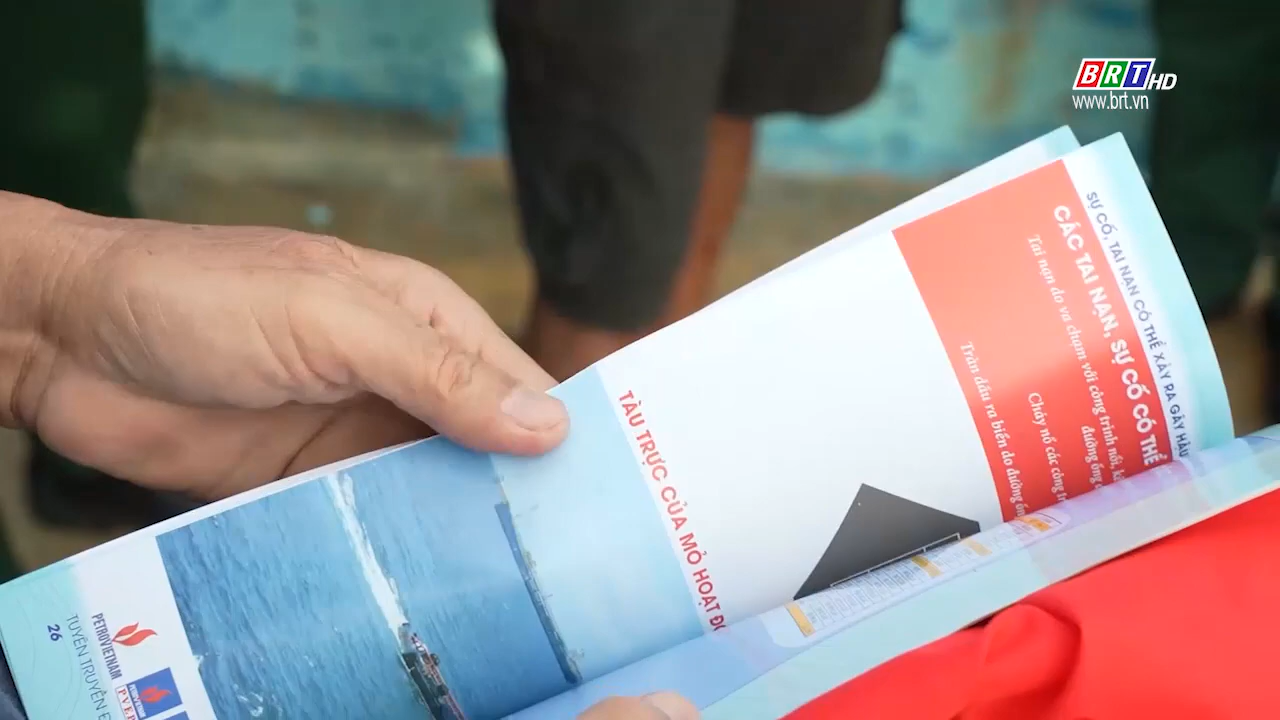 BRT HD
www.brt.vn
SỰ CỐ, TAI NẠN CÓ THỂ XẢY RA GÂY HẬU
CÁC TAI NẠN, SỰ CỐ CÓ THỂ
Tai nạn do va chạm với công trình nổi,
đường ống
Cháy nổ các công
Tràn dầu ra biển do đường ống
TÀU TRỰC CỦA MỎ HOẠT
PETROVIETNAM
TUYÊN TRUYỀN
26